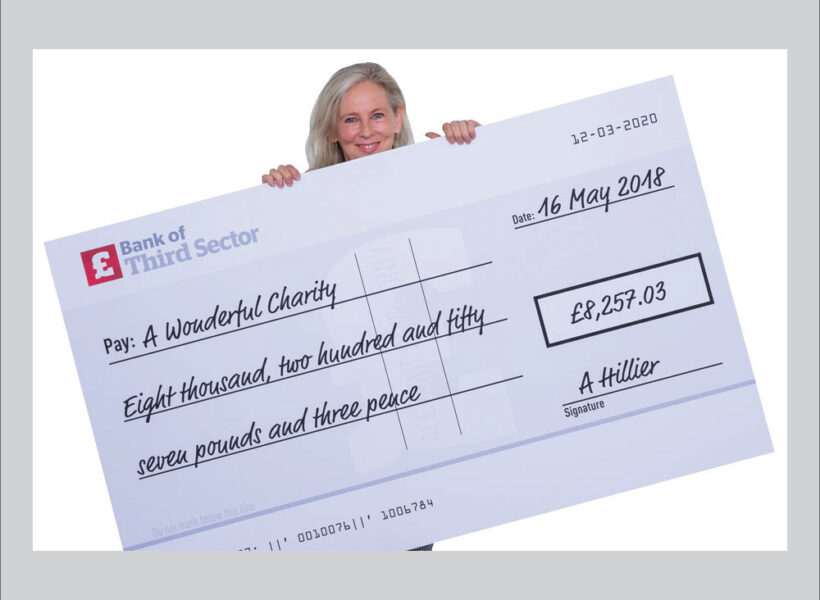 12-03-2020
Bank of
Third Sector
£
Date: 16 May 2018
Pay: A Wonderful Charity
£8,257.03
Eight thousand, two hundred and fifty
seven pounds and three pence
A Hillier
Signature
Do not mark below this line
||' 0010076||' 1006784